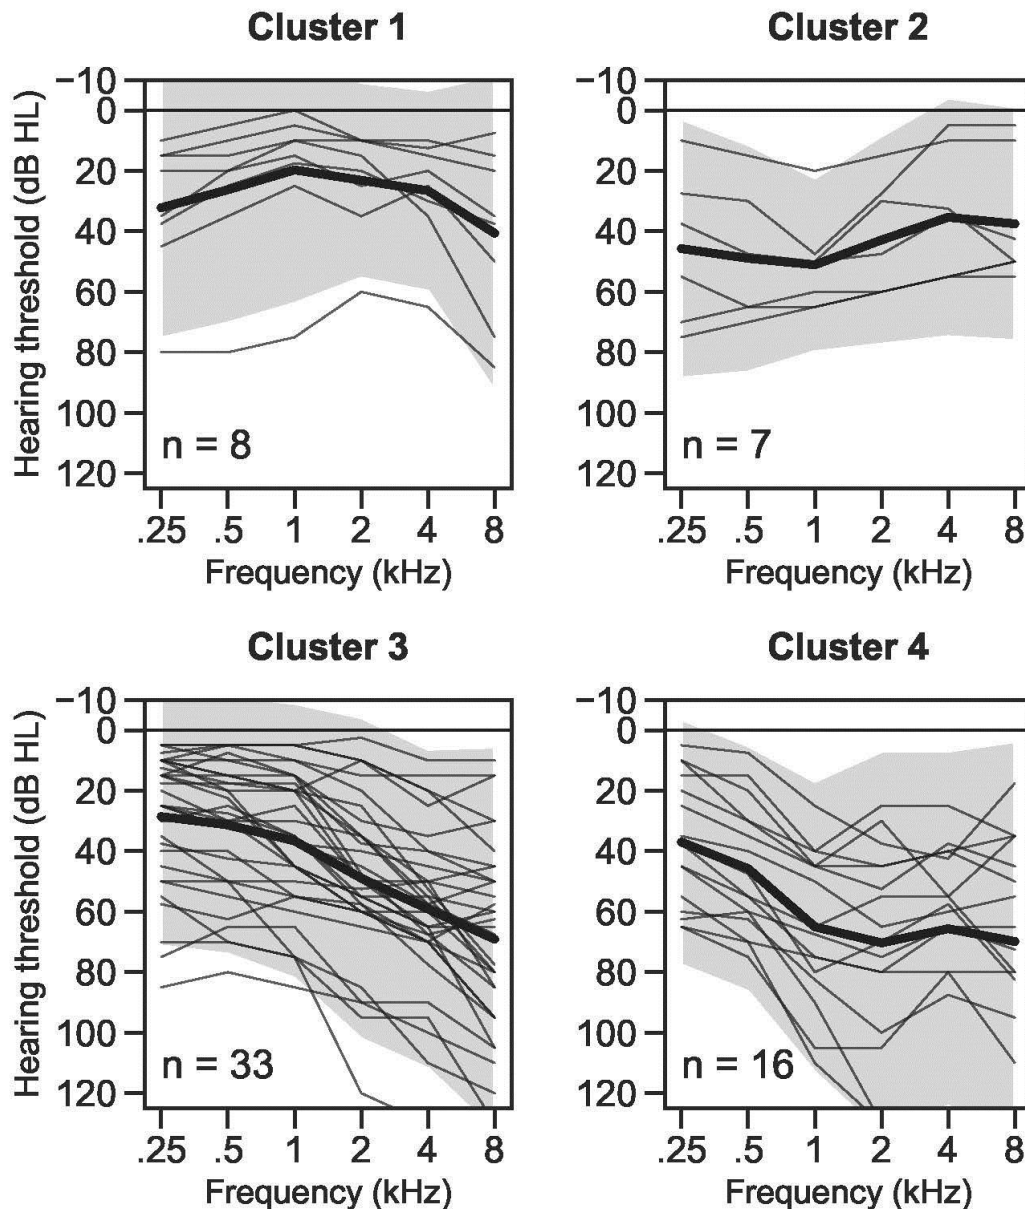 Cluster 1
Hearing threshold (dB HL)
−10
0
20
40
60
80
100
120
n = 8
.25 .5 1 2 4 8
Frequency (kHz)
Cluster 2
−10
0
20
40
60
80
100
120
n = 7
.25 .5 1 2 4 8
Frequency (kHz)
Cluster 3
Hearing threshold (dB HL)
−10
0
20
40
60
80
100
120
n = 33
.25 .5 1 2 4 8
Frequency (kHz)
Cluster 4
−10
0
20
40
60
80
100
120
n = 16
.25 .5 1 2 4 8
Frequency (kHz)